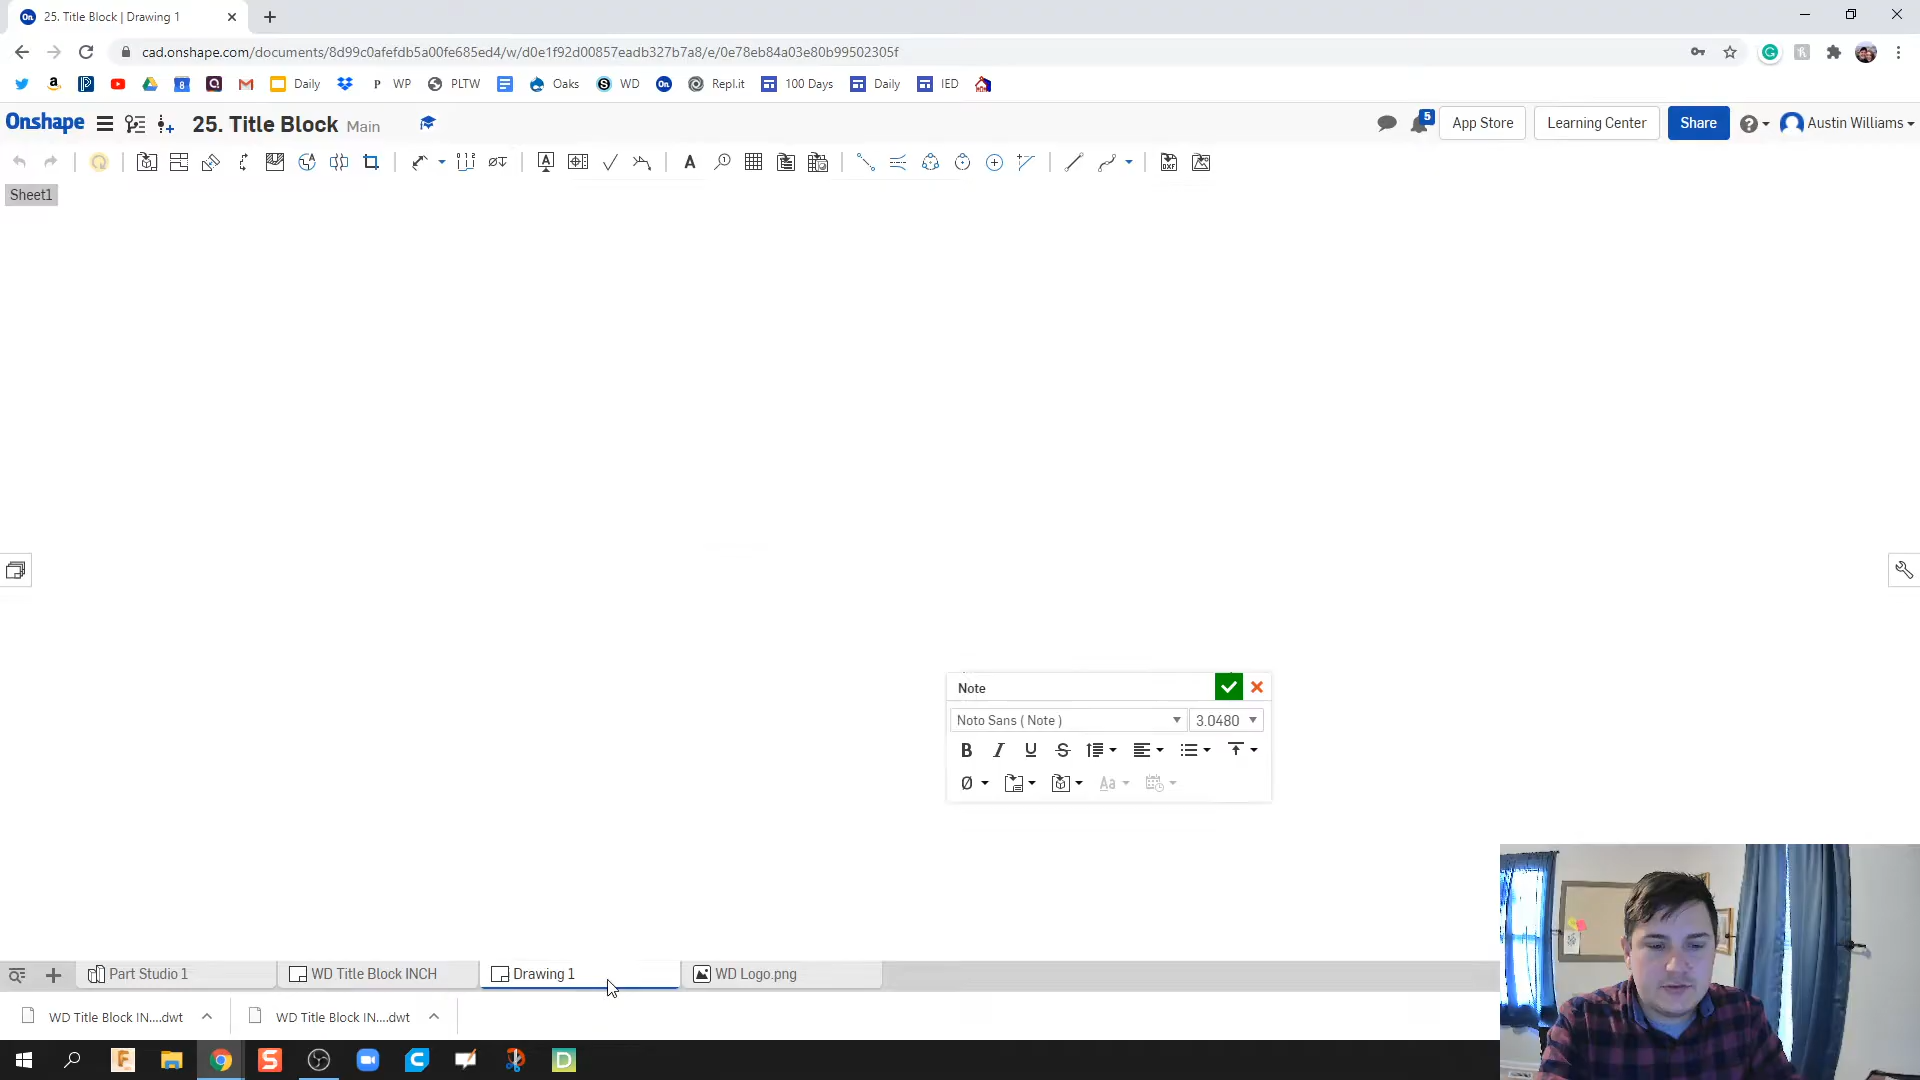 25. Title Block | Drawing 1
cad.onshape.com/documents/8d99c0afefdb5a00fe685ed4/w/d0e1f92d00857eadb327b7a8/e/0e78eb84a03e80b99502305f
Daily
WP
PLTW
Oaks
WD
Repl.it
100 Days
Daily
IED
Onshape
25. Title Block Main
5
App Store
Learning Center
Share
Austin Williams
Sheet1
Note
Noto Sans ( Note )
3.0480
Part Studio 1
WD Title Block INCH
Drawing 1
WD Logo.png
WD Title Block IN....dwt
WD Title Block IN....dwt